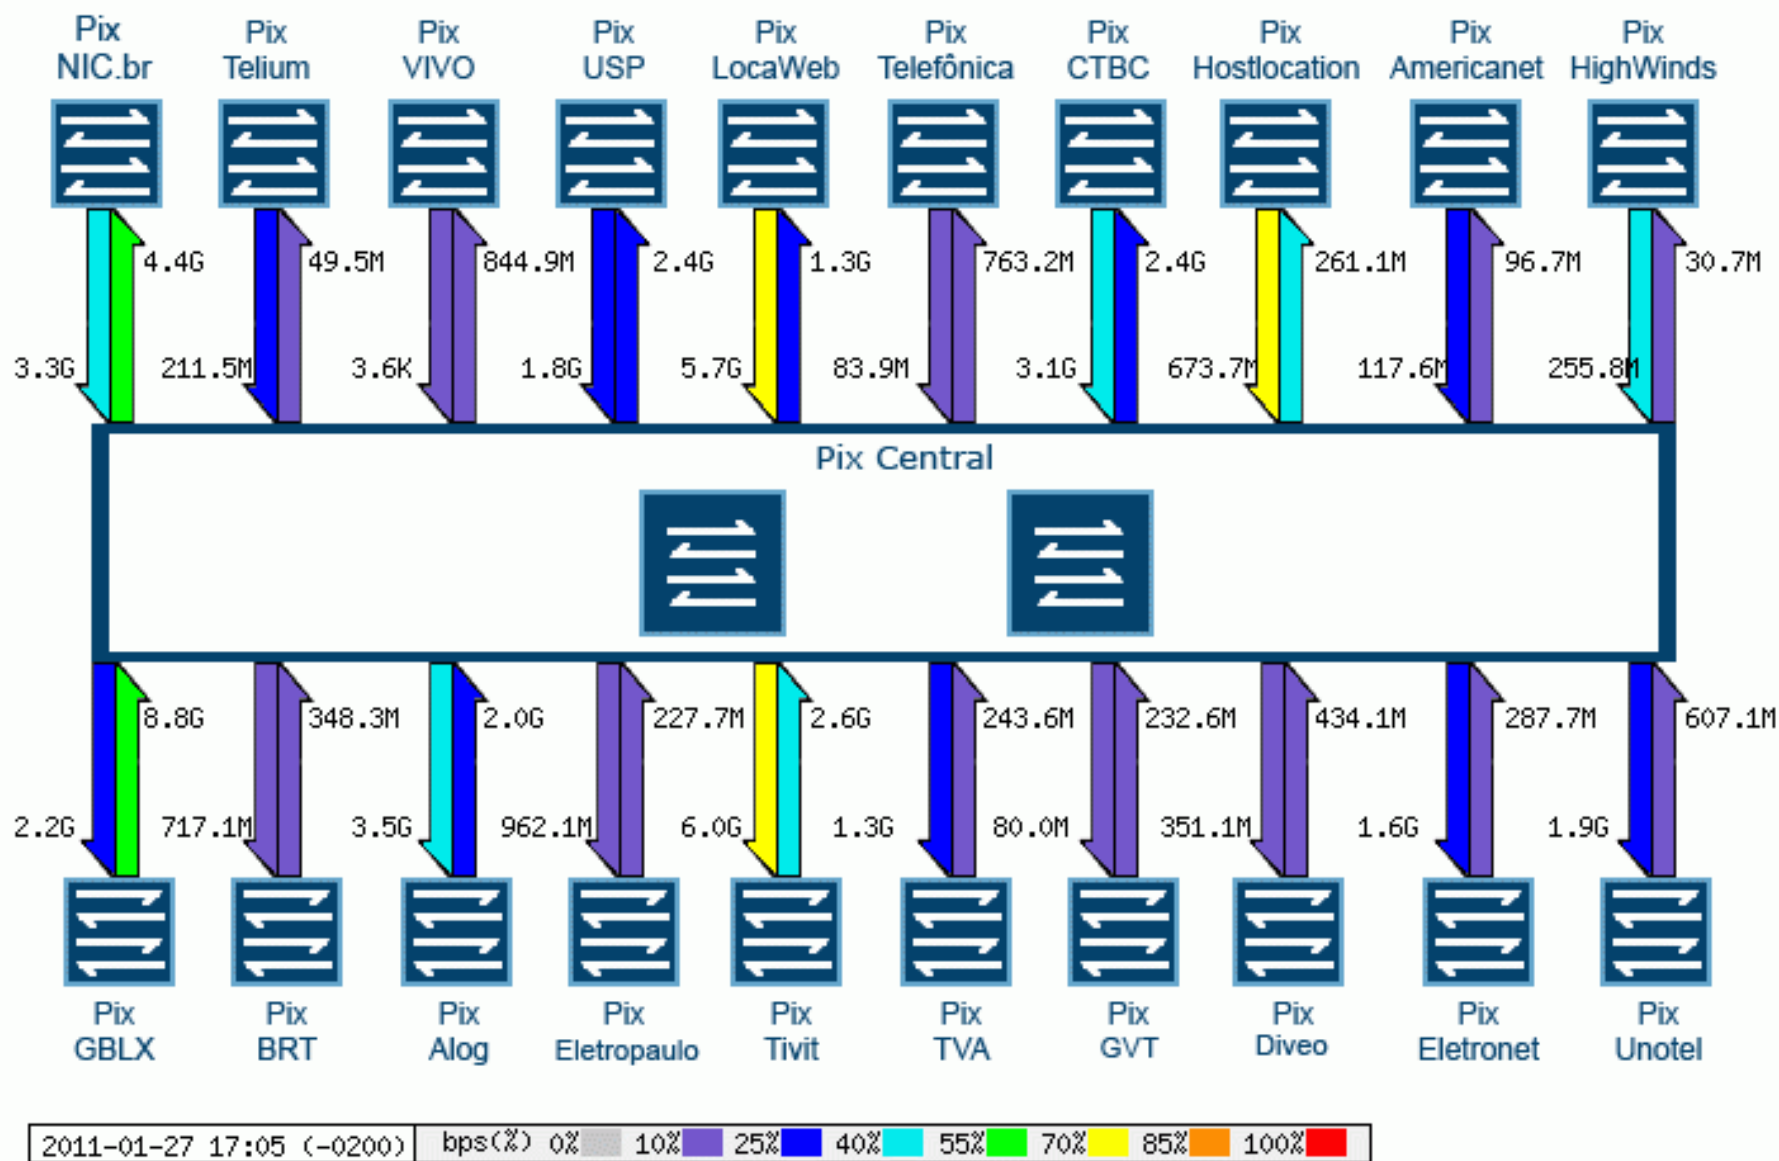 Pix Pix Pix Pix Pix Pix Pix Pix Pix Pix
NIC.br Telium VIVO USP LocaWeb Telefônica CTBC Hostlocation Americanet HighWinds
4.4G 49.5M 844.9M 2.4G 1.3G 763.2M 2.4G 261.1M 96.7M 30.7M
3.3G 211.5M 3.6K 1.8G 5.7G 83.9M 3.1G 673.7M 117.6M 255.8M
Pix Central
8.8G 348.3M 2.0G 227.7M 2.6G 243.6M 232.6M 434.1M 287.7M 607.1M
2.2G 717.1M 3.5G 962.1M 6.0G 1.3G 80.0M 351.1M 1.6G 1.9G
Pix Pix Pix Pix Pix Pix Pix Pix Pix Pix
GBLX BRT Alog Eletropaulo Tivit TVA GVT Diveo Eletronet Unotel
2011-01-27 17:05 (-0200) bps(%) 0% 10% 25% 40% 55% 70% 85% 100%